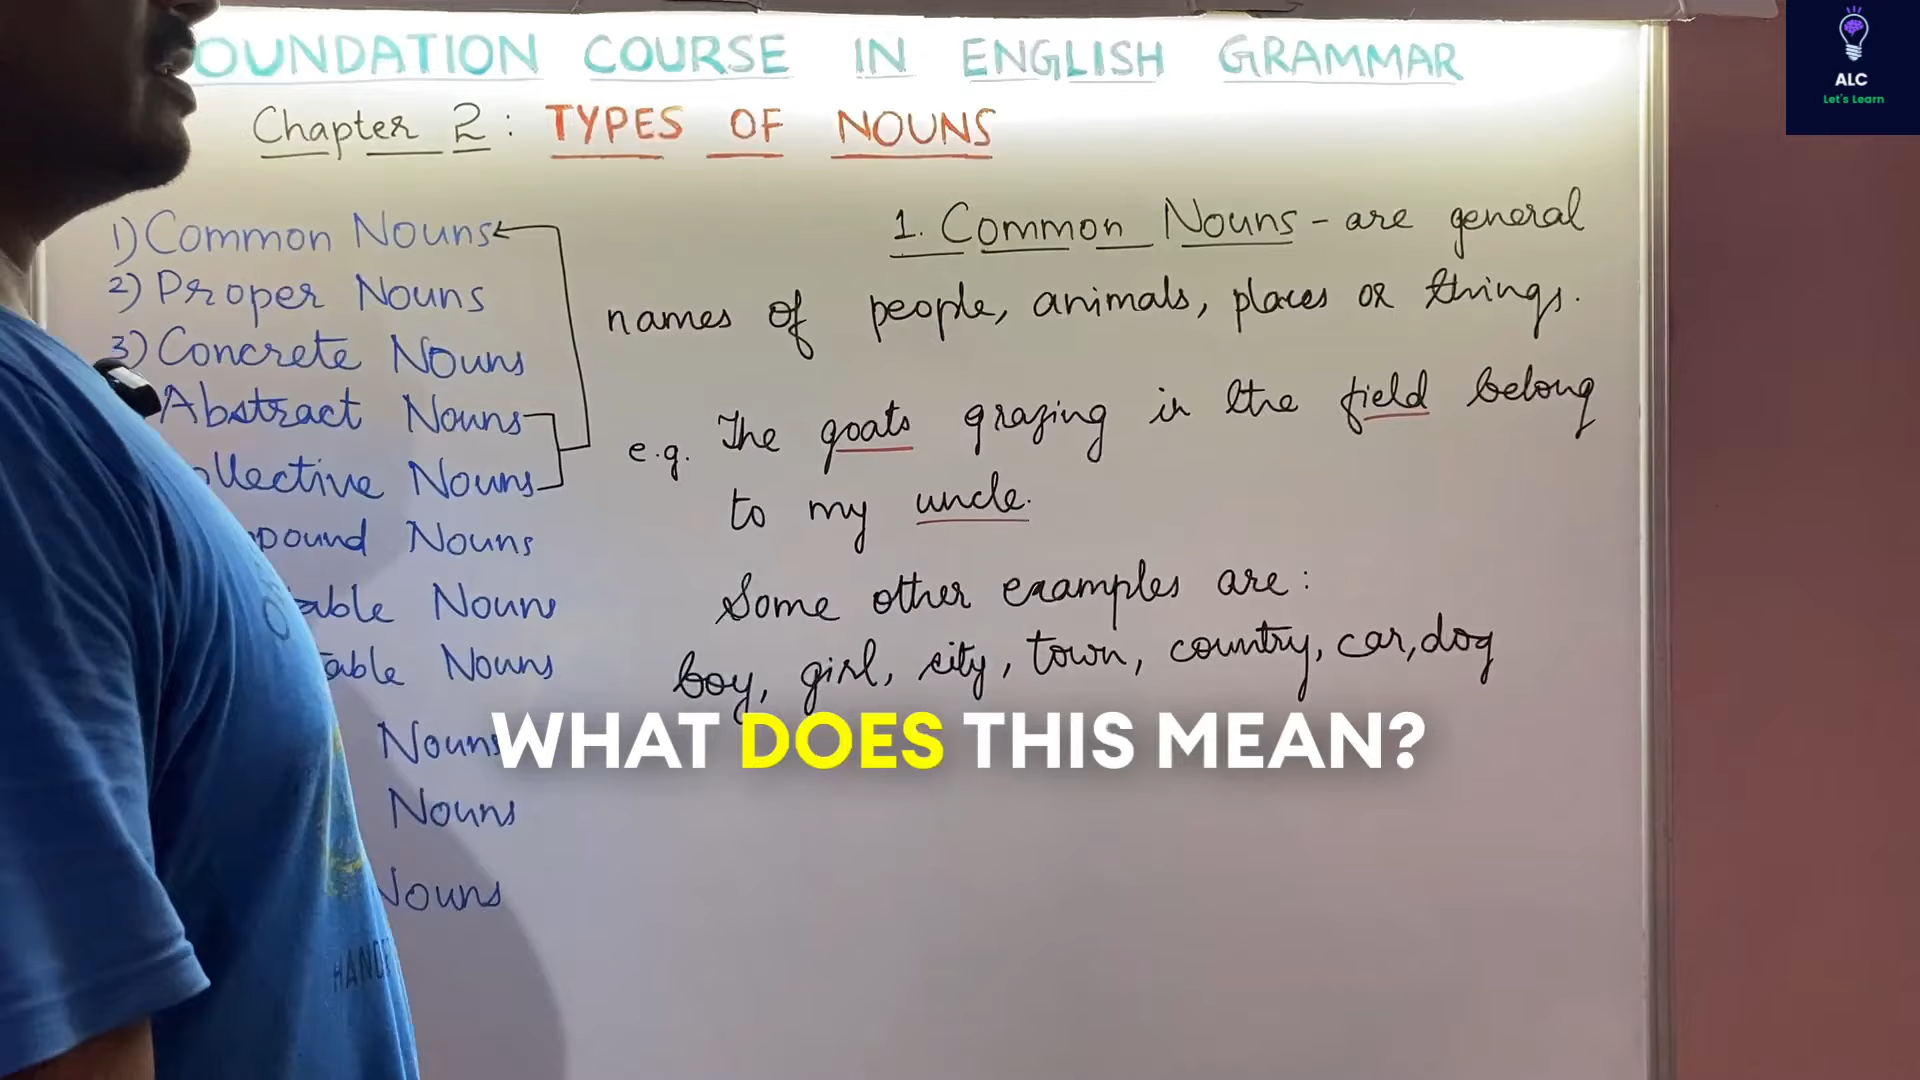 OUNDATION COURSE IN ENGLISH GRAMMAR
ALC
Let's Learn
Chapter 2: TYPES OF NOUNS
1) Common Nouns
2) Proper Nouns
3) Concrete Nouns
Abstract Nouns
ollective Nouns
pound Nouns
table Nouns
table Nouns
Nouns
Nouns
Nouns
1. Common Nouns - are general
names of people, animals, places or things.
e.g. The goats grazing in the field belong
to my uncle.
Some other examples are:
boy, girl, city, town, country, car, dog
WHAT DOES THIS MEAN?